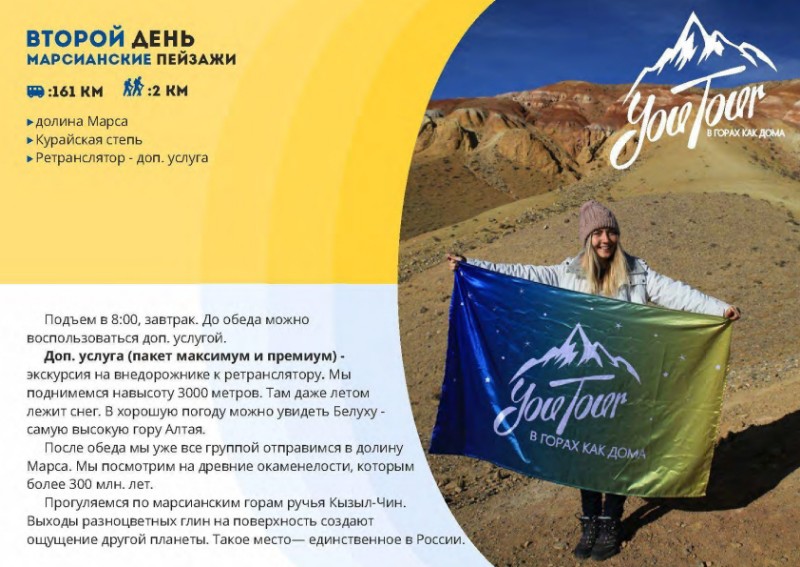 ВТОРОЙ ДЕНЬ
МАРСИАНСКИЕ ПЕЙЗАЖИ
:161 КМ :2 КМ
долина Марса
Курайская степь
Ретранслятор - доп. услуга
Подъем в 8:00, завтрак. До обеда можно
воспользоваться доп. услугой.
Доп. услуга (пакет максимум и премиум) -
экскурсия на внедорожнике к ретранслятору. Мы
поднимемся навысоту 3000 метров. Там даже летом
лежит снег. В хорошую погоду можно увидеть Белуху -
самую высокую гору Алтая.
После обеда мы уже все группой отправимся в долину
Марса. Мы посмотрим на древние окаменелости, которым
более 300 млн. лет.
Прогуляемся по марсианским горам ручья Кызыл-Чин.
Выходы разноцветных глин на поверхность создают
ощущение другой планеты. Такое место— единственное в России.
YouTour
В ГОРАХ КАК ДОМА
YouTour
В ГОРАХ КАК ДОМА